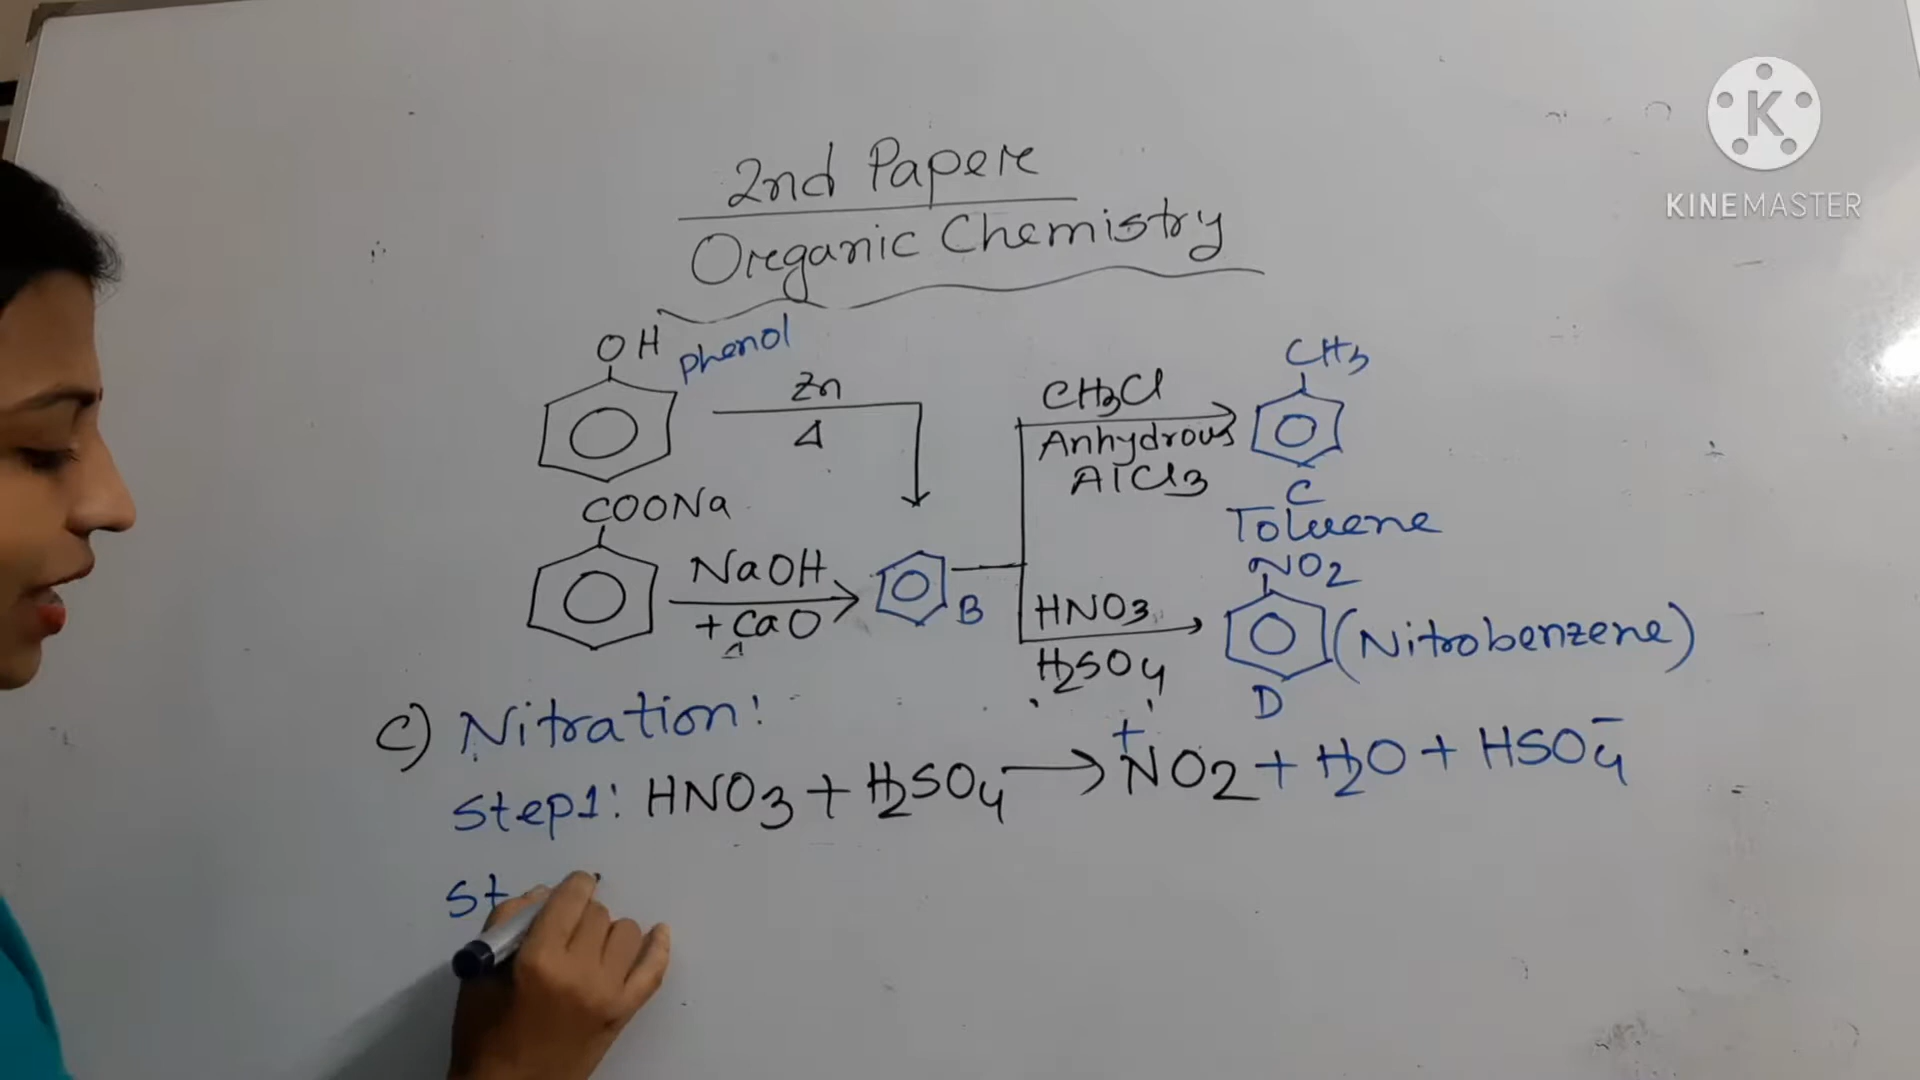 2nd Papere
Oreganic Chemistry
OH
phenol
Zn
Δ
COONa
NaOH
+ CaO
Δ
B
CH3Cl
Anhydrous
AlCl3
CH3
C
Toluene
HNO3
H2SO4
NO2
(Nitrobenzene)
D
C) Nitration:
Step1: HNO3 + H2SO4 → +NO2 + H2O + HSO4-
St
K
KINEMASTER